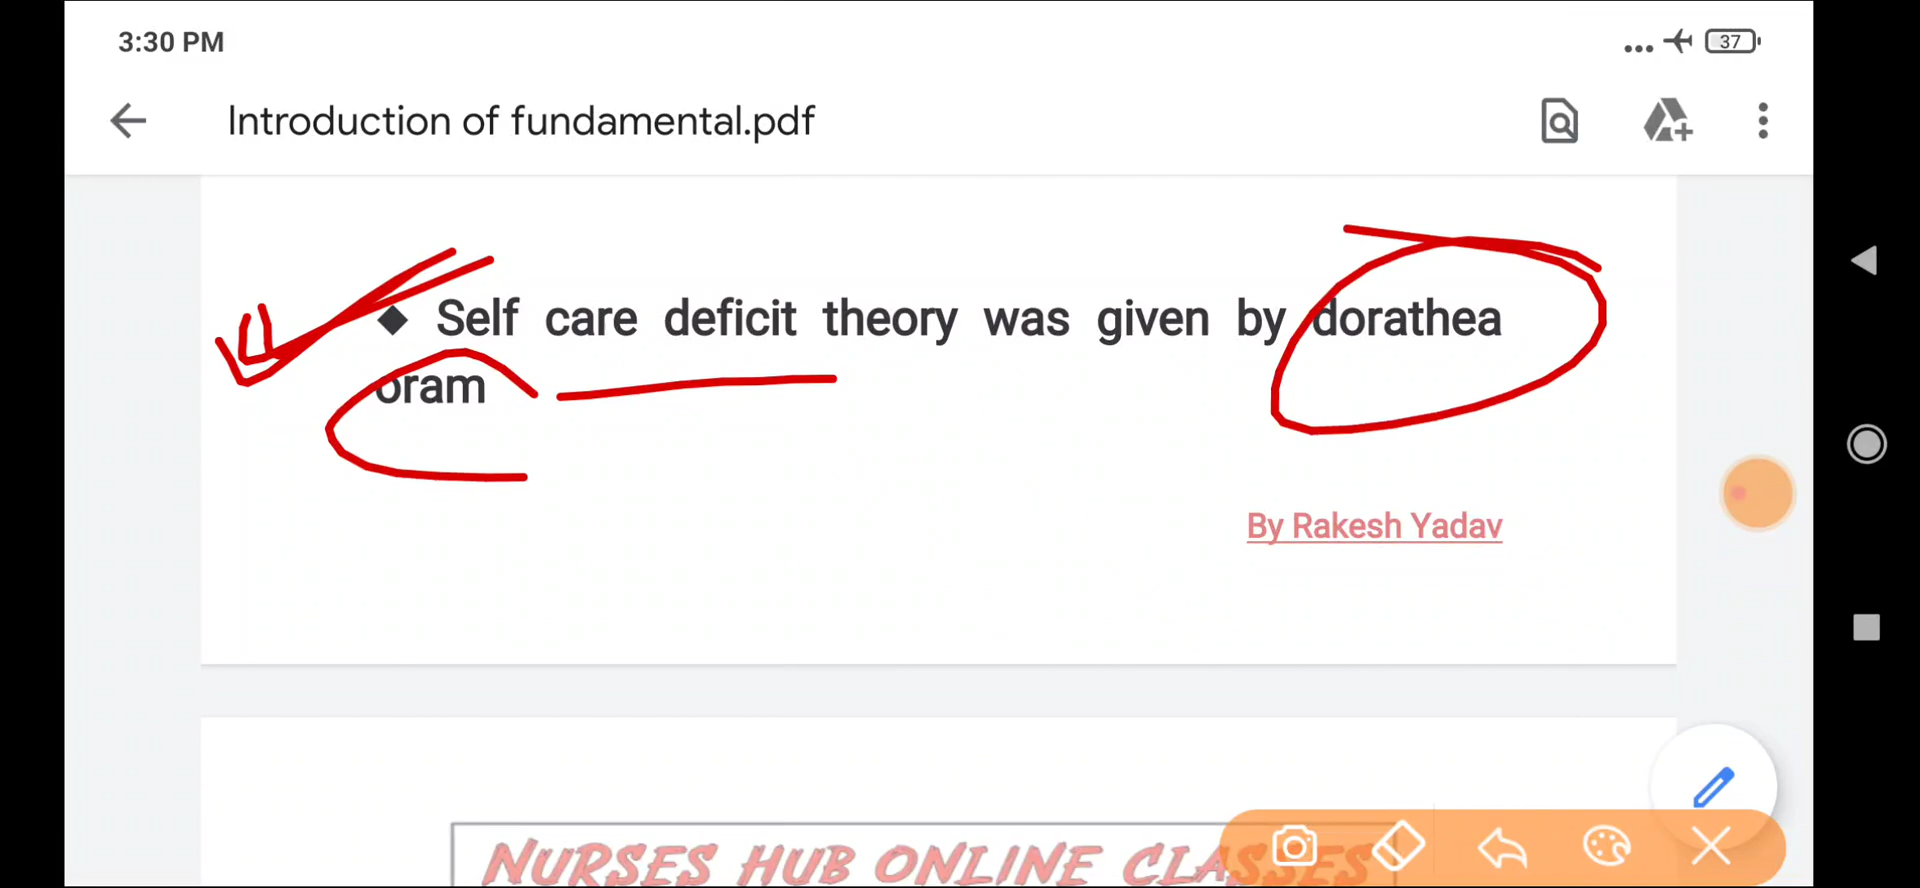 3:30 PM
37
Introduction of fundamental.pdf
◆ Self care deficit theory was given by dorathea
oram
By Rakesh Yadav
NURSES HUB ONLINE CLASSES